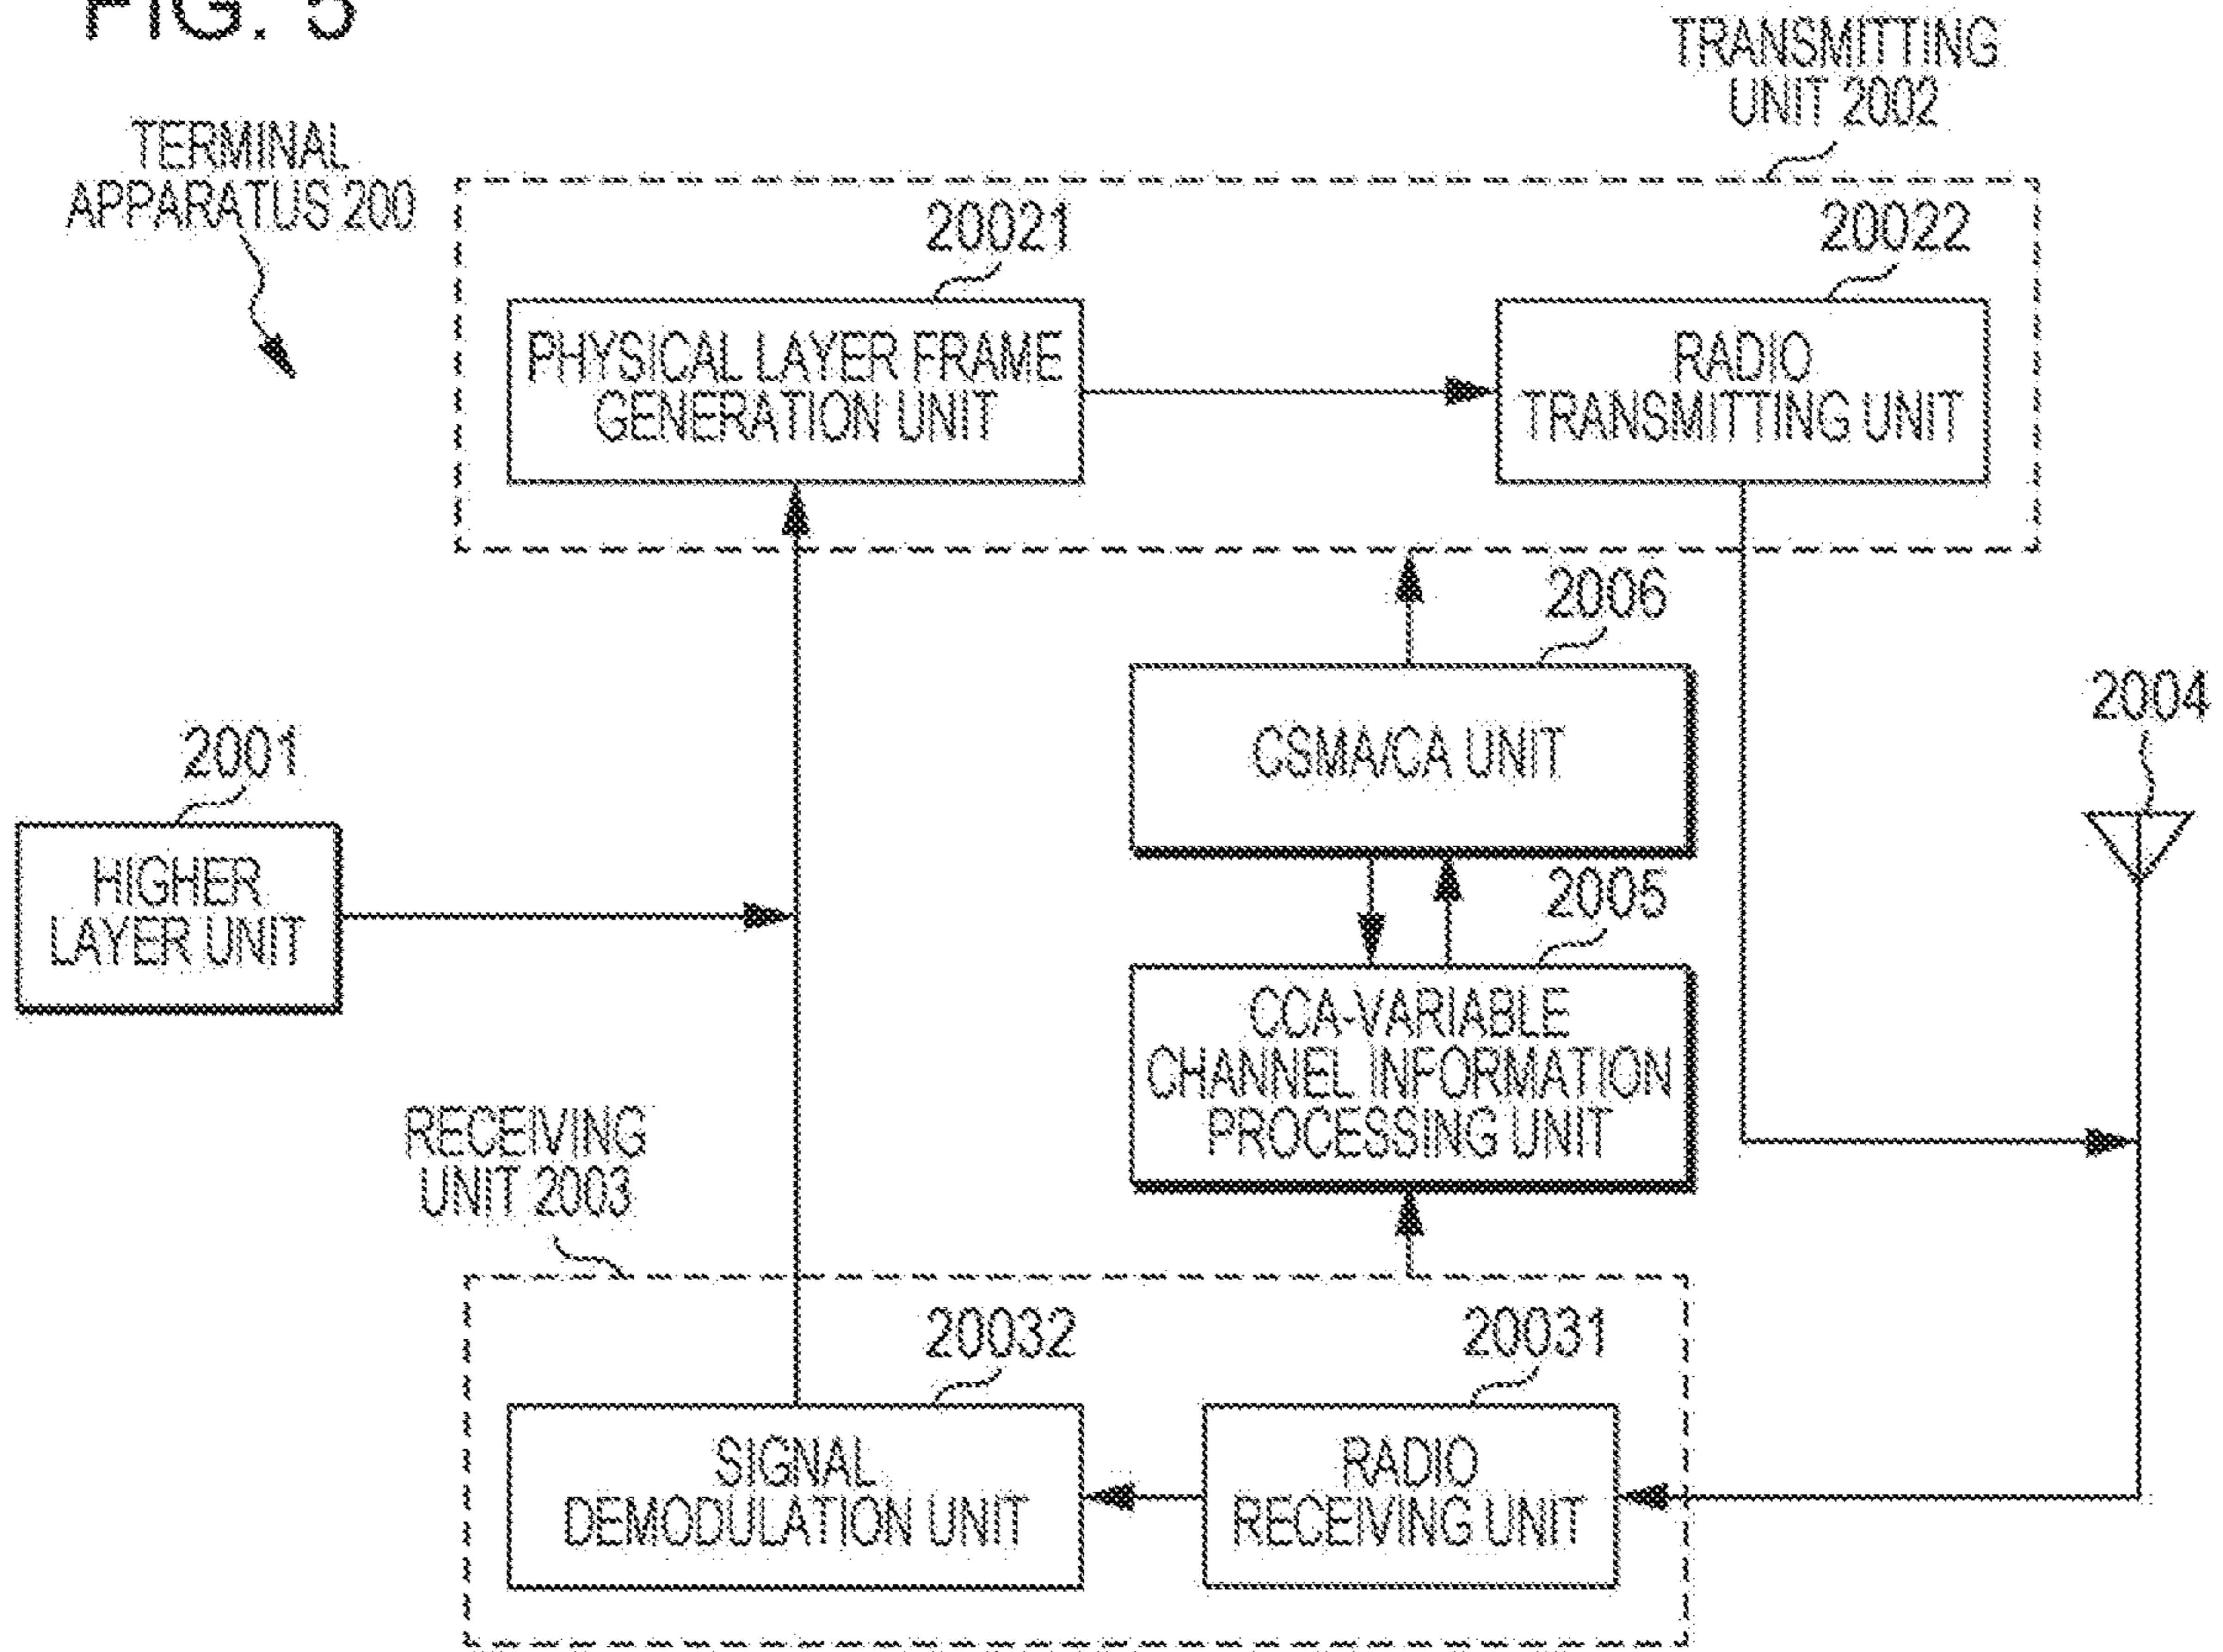 FIG. 5
TRANSMITTING
UNIT 2002
TERMINAL
APPARATUS 200
20021
20022
PHYSICAL LAYER FRAME
GENERATION UNIT
RADIO
TRANSMITTING UNIT
2006
CSMA/CA UNIT
2004
2001
HIGHER
LAYER UNIT
2005
CCA-VARIABLE
CHANNEL INFORMATION
PROCESSING UNIT
RECEIVING
UNIT 2003
20032
20031
SIGNAL
DEMODULATION UNIT
RADIO
RECEIVING UNIT